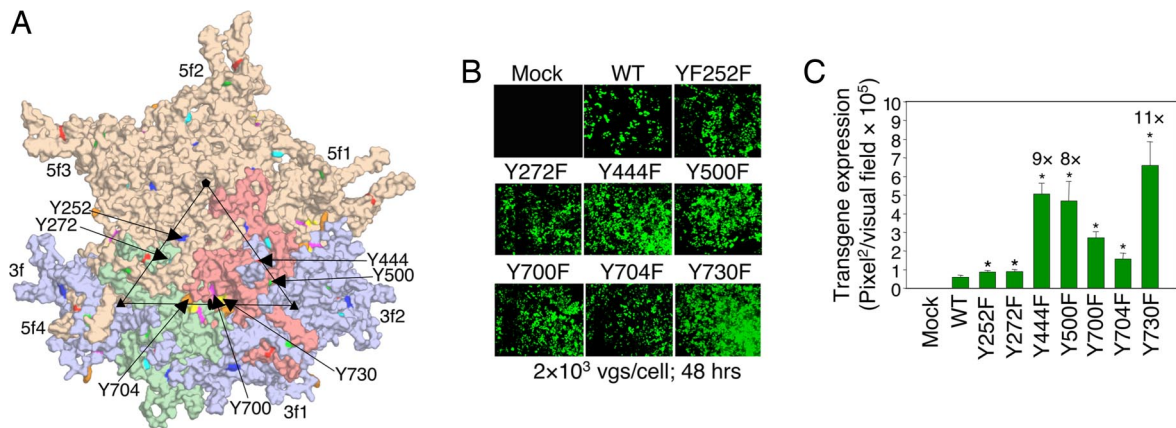 A
5f2
5f3
5f1
Y252
Y272
3f
Y444
Y500
5f4
3f2
Y730
Y704
Y700
3f1
B
Mock WT YF252F
Y272F Y444F Y500F
Y700F Y704F Y730F
2×10³ vgs/cell; 48 hrs
C
Transgene expression
(Pixel²/visual field × 10⁵)
10
9
8
7
6
5
4
3
2
1
0
9×
8×
11×
* * * * * * *
Mock
WT
Y252F
Y272F
Y444F
Y500F
Y700F
Y704F
Y730F